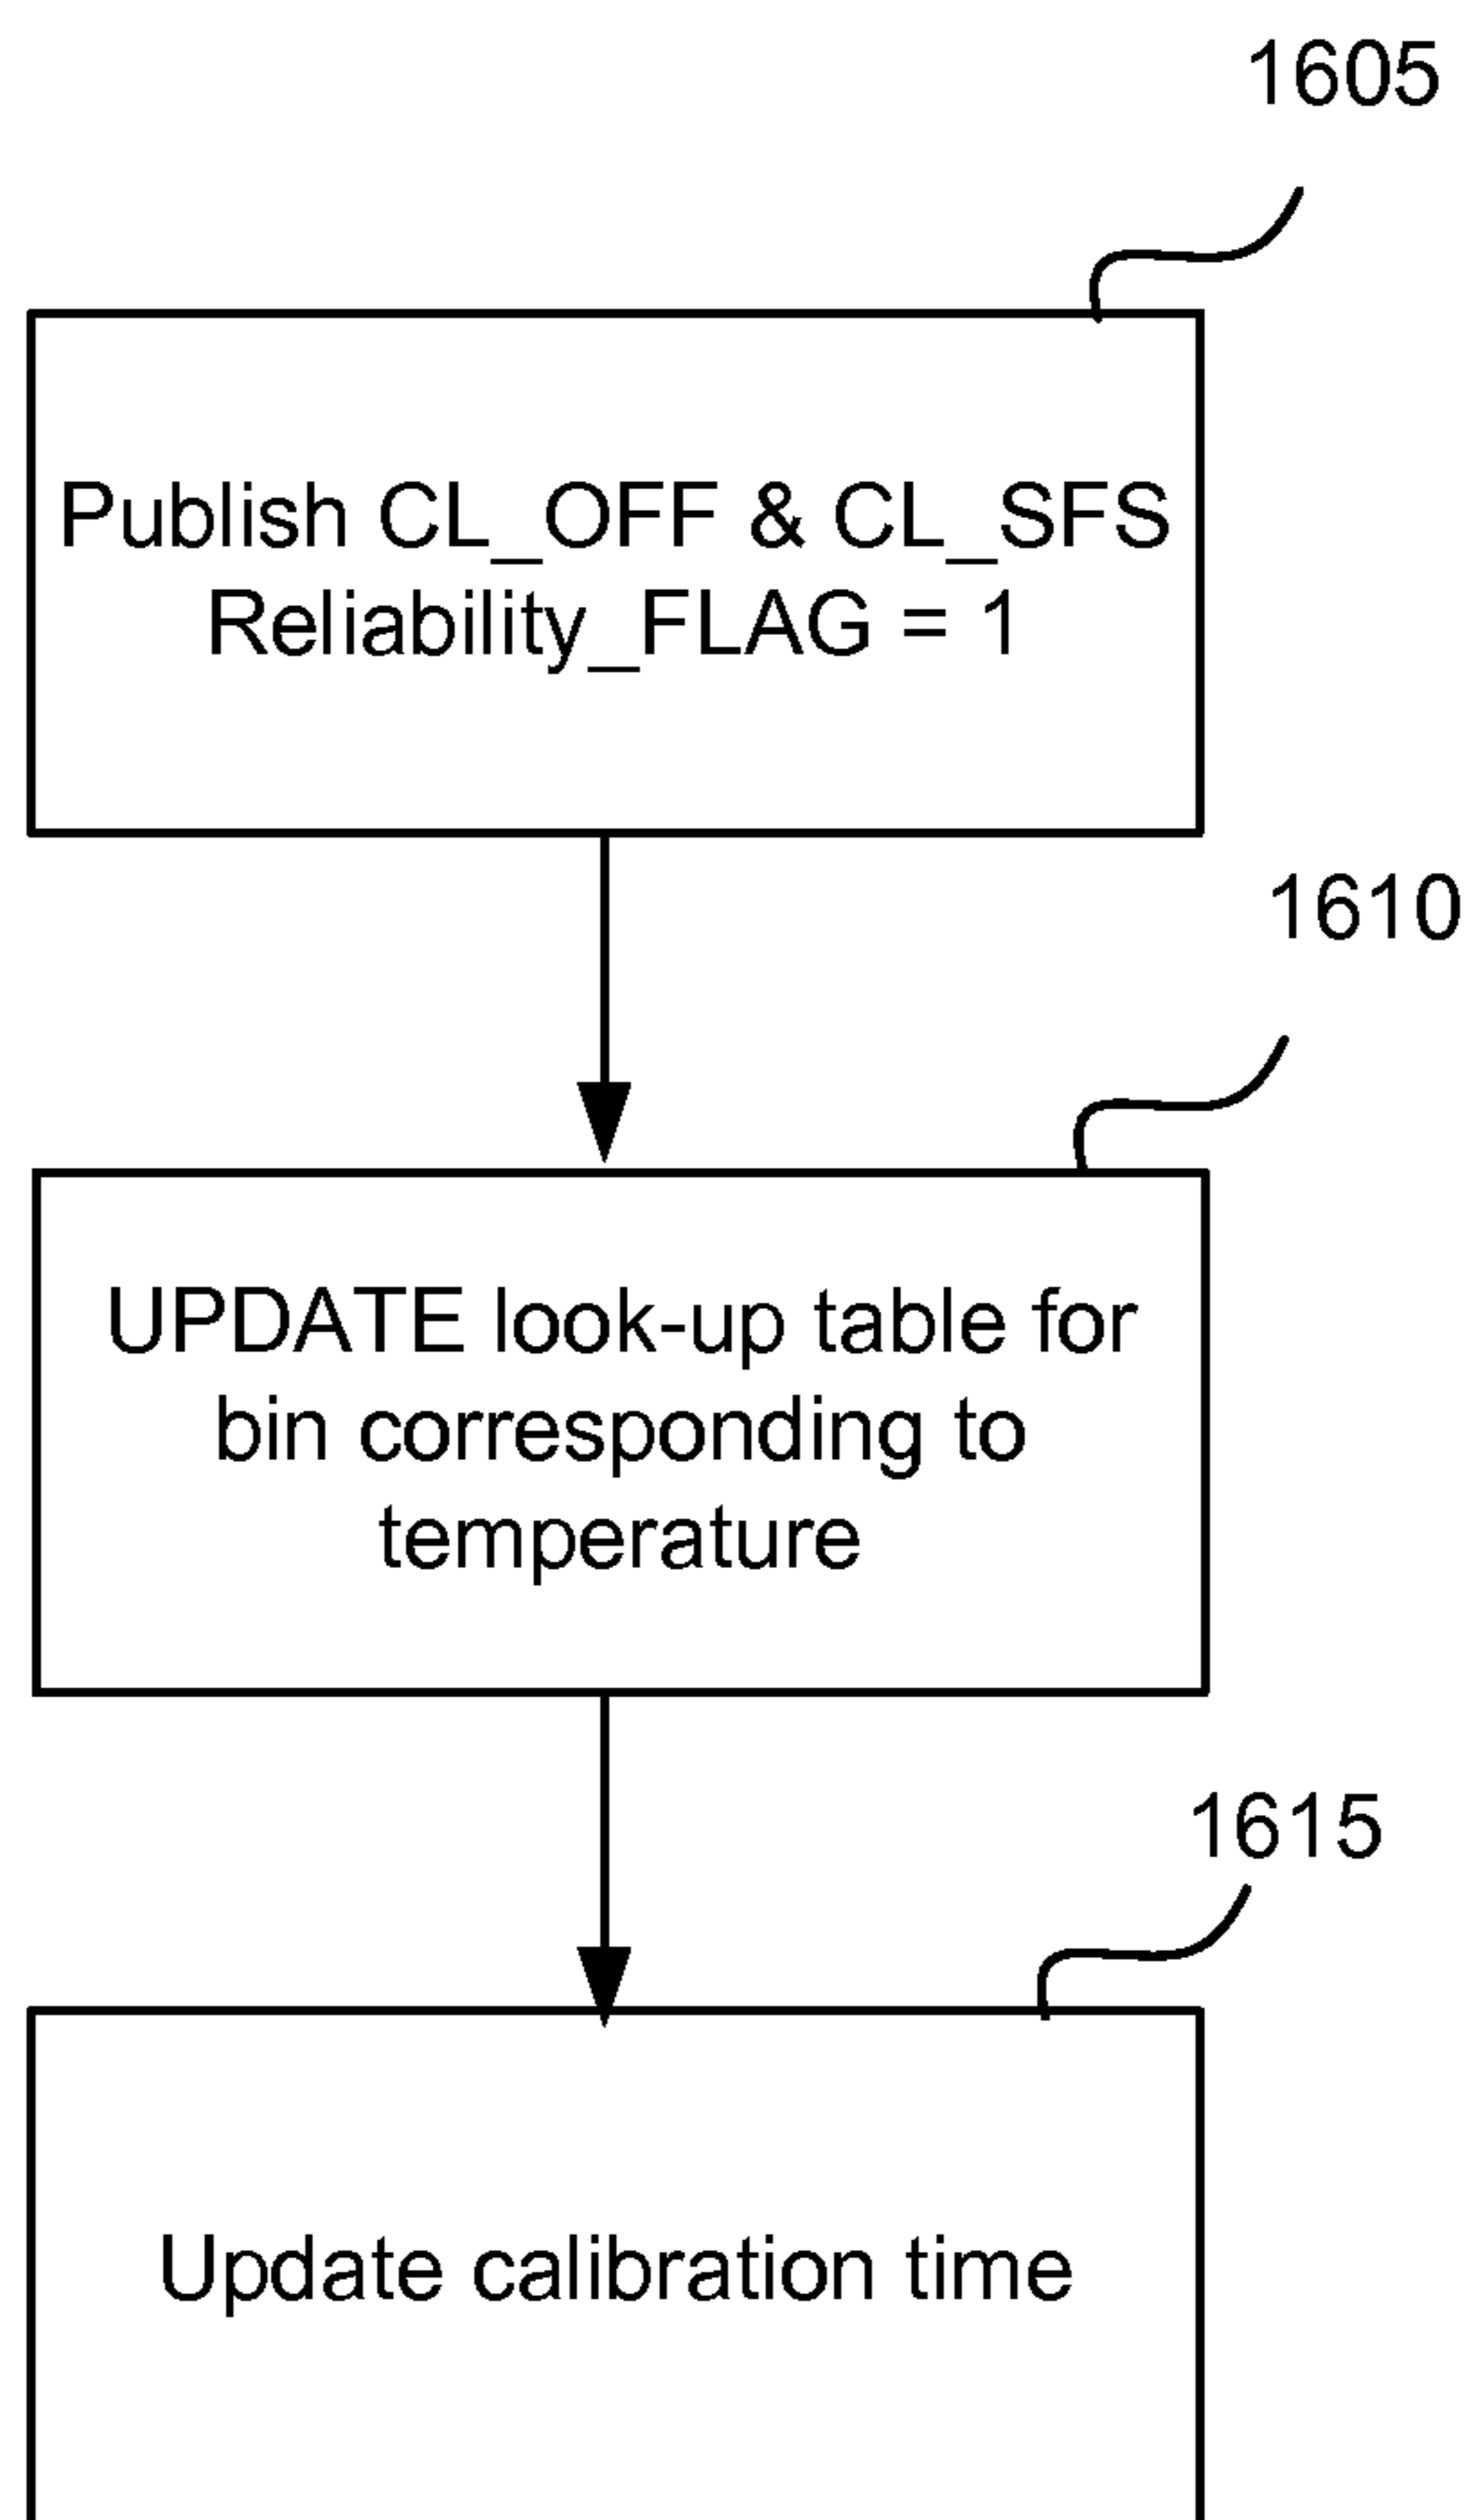 1605
Publish CL_OFF & CL_SFS
Reliability_FLAG = 1
1610
UPDATE look-up table for
bin corresponding to
temperature
1615
Update calibration time